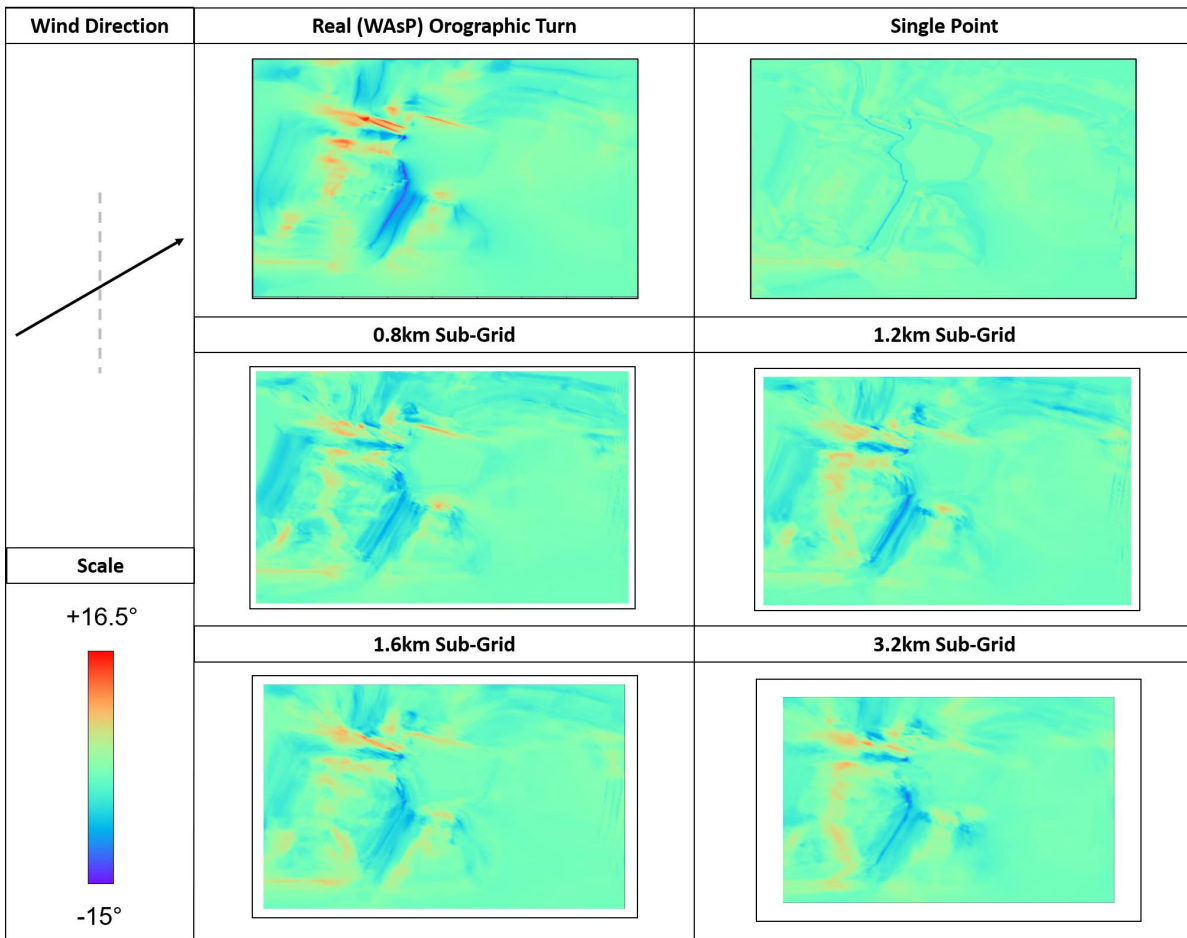 Wind Direction
Real (WAsP) Orographic Turn
Single Point
0.8km Sub-Grid
1.2km Sub-Grid
Scale
+16.5°
1.6km Sub-Grid
3.2km Sub-Grid
-15°